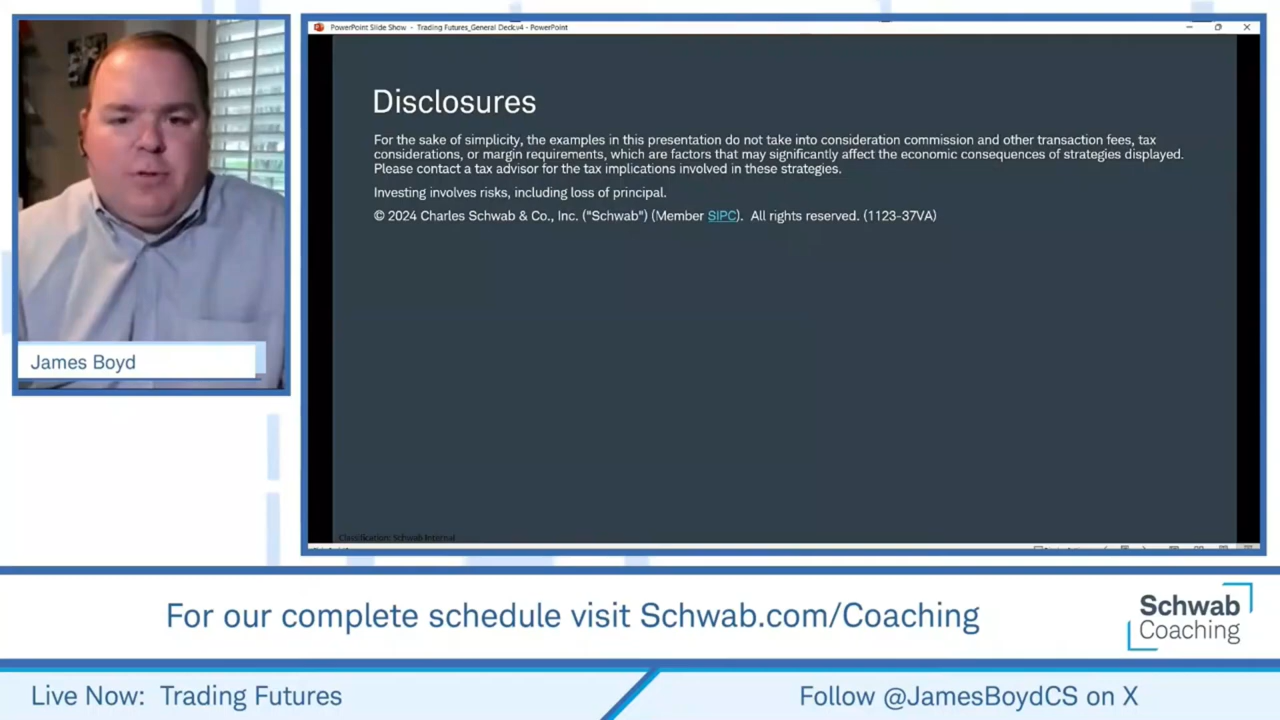 PowerPoint Slide Show - Trading Futures_General Deck.v4 - PowerPoint
Disclosures
For the sake of simplicity, the examples in this presentation do not take into consideration commission and other transaction fees, tax
considerations, or margin requirements, which are factors that may significantly affect the economic consequences of strategies displayed.
Please contact a tax advisor for the tax implications involved in these strategies.
Investing involves risks, including loss of principal.
© 2024 Charles Schwab & Co., Inc. ("Schwab") (Member SIPC). All rights reserved. (1123-37VA)
Classification: Schwab Internal
James Boyd
For our complete schedule visit Schwab.com/Coaching
Schwab
Coaching
Live Now: Trading Futures
Follow @JamesBoydCS on X